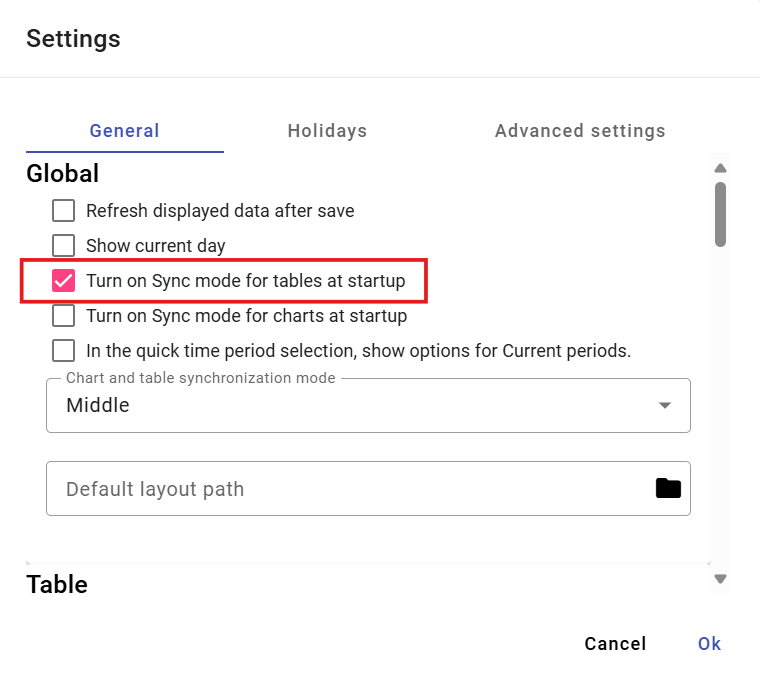 Settings
General
Holidays
Advanced settings
Global
Refresh displayed data after save
Show current day
Turn on Sync mode for tables at startup
Turn on Sync mode for charts at startup
In the quick time period selection, show options for Current periods.
Chart and table synchronization mode
Middle
Default layout path
Table
Cancel
Ok